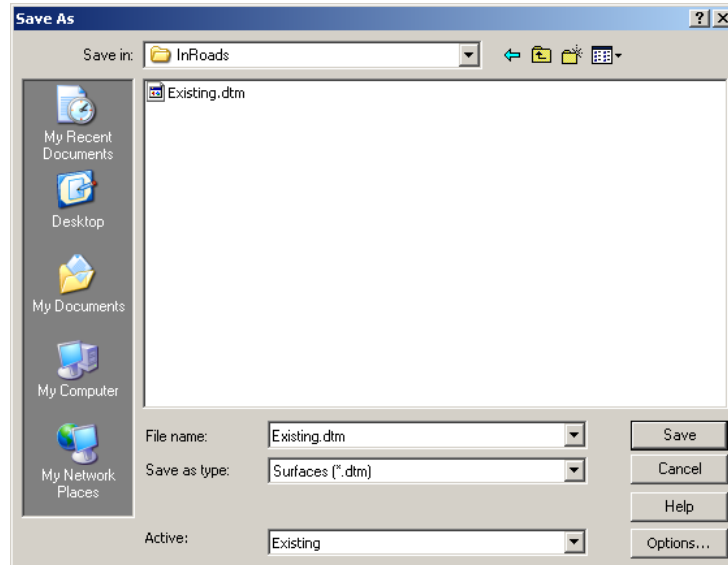 Save As
Save in:
InRoads
Existing.dtm
My Recent
Documents
Desktop
My Documents
My Computer
My Network
Places
File name:
Existing.dtm
Save
Save as type:
Surfaces (*.dtm)
Cancel
Help
Active:
Existing
Options...